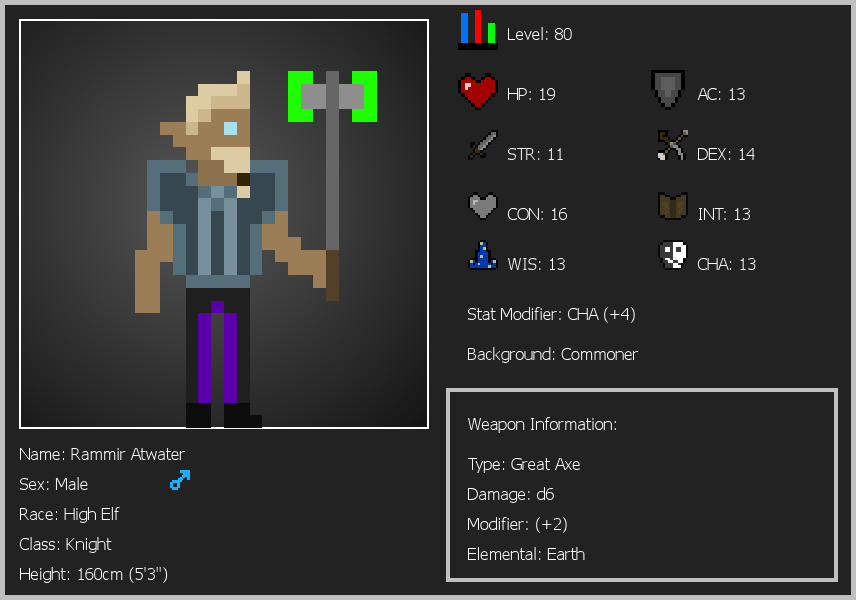 Level: 80
HP: 19
AC: 13
STR: 11
DEX: 14
CON: 16
INT: 13
WIS: 13
CHA: 13
Stat Modifier: CHA (+4)
Background: Commoner
Weapon Information:
Type: Great Axe
Damage: d6
Modifier: (+2)
Elemental: Earth
Name: Rammir Atwater
Sex: Male
Race: High Elf
Class: Knight
Height: 160cm (5'3")